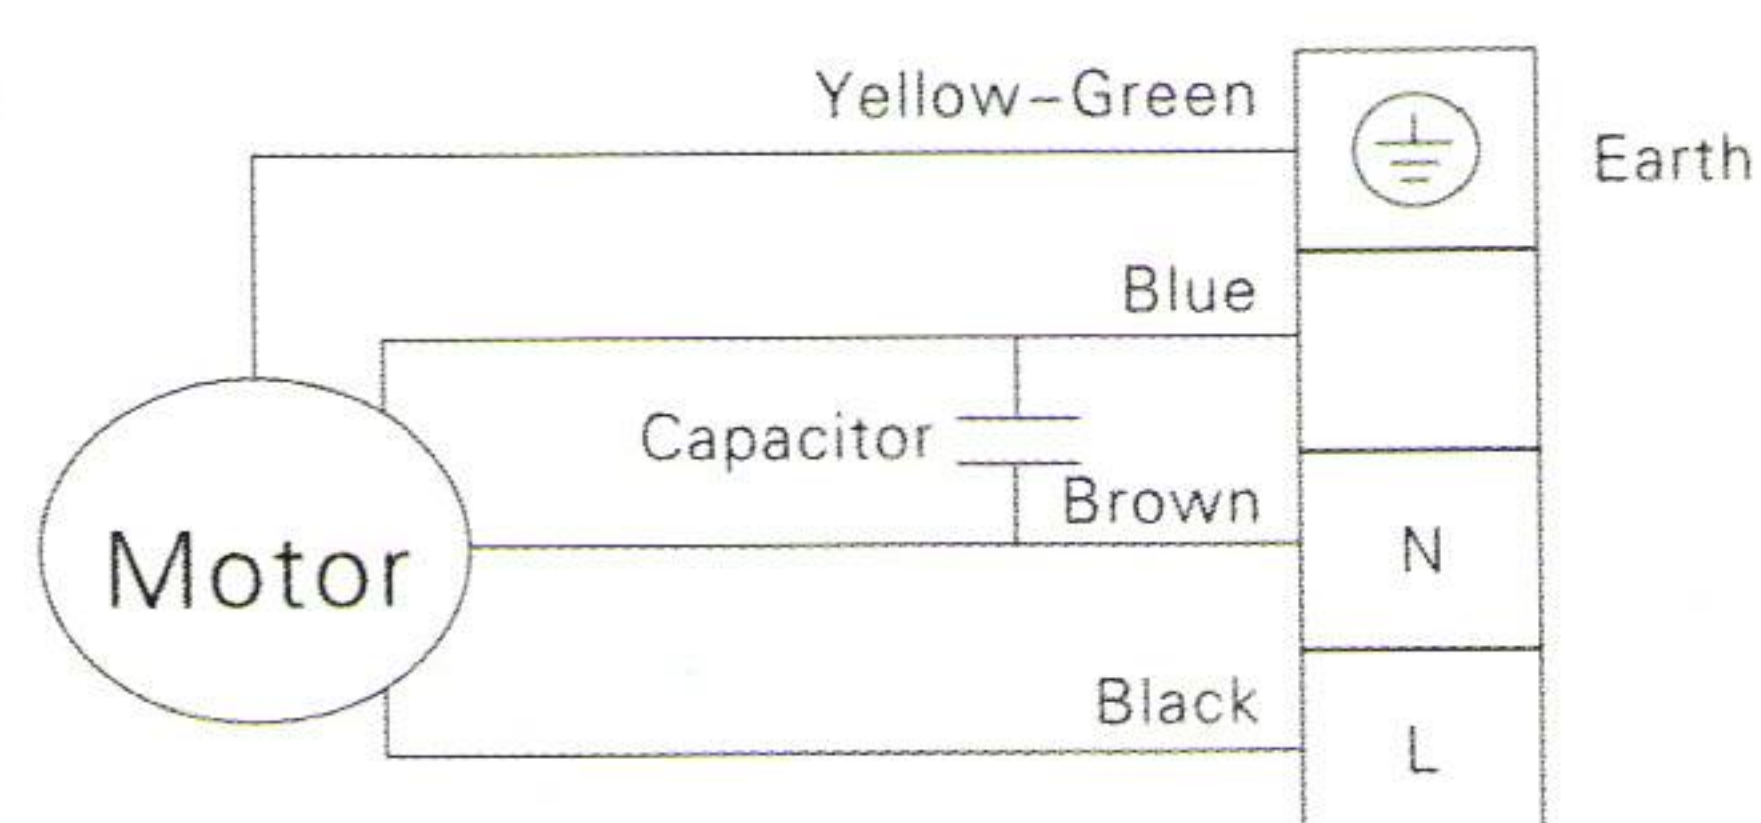 Yellow-Green
Earth
Blue
Capacitor
Brown
N
Motor
Black
L